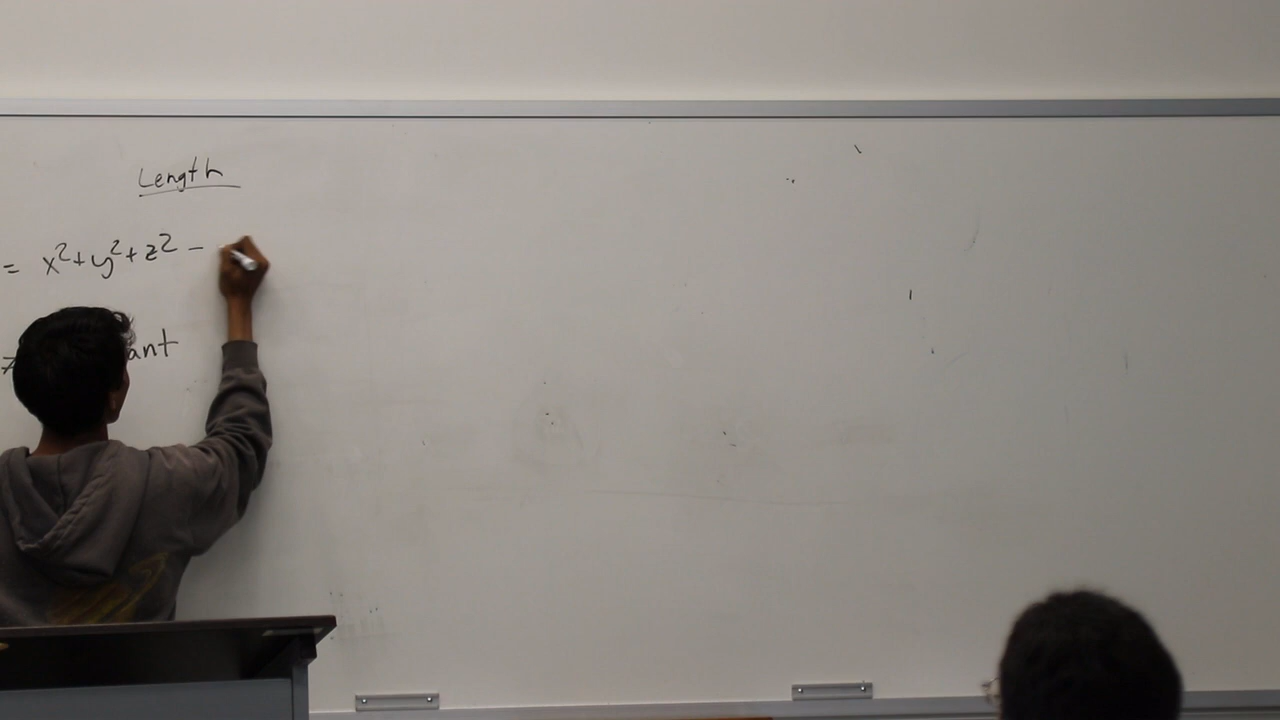 Length
= x²+y²+z² -
ant